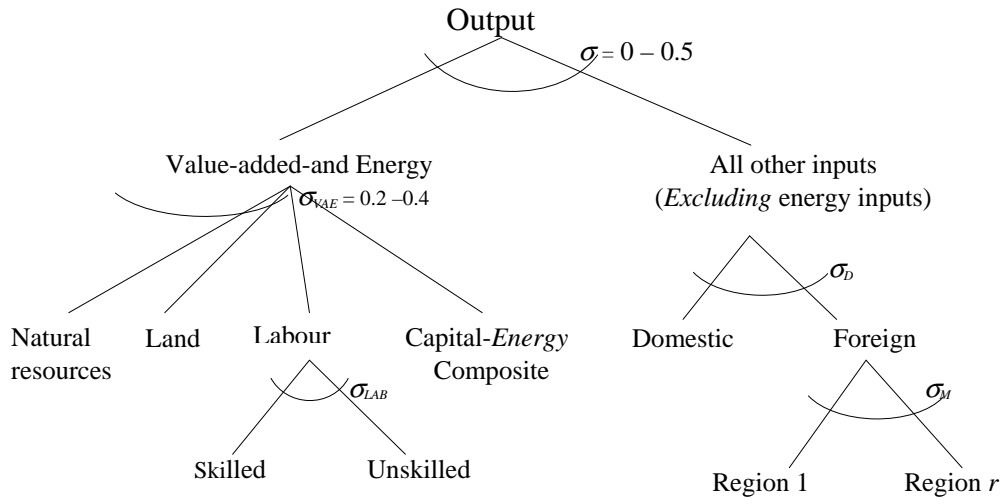 Output
σ = 0 – 0.5
Value-added-and Energy
σVAE = 0.2 –0.4
All other inputs
(Excluding energy inputs)
σD
Natural
resources
Land
Labour
Capital-Energy
Composite
Domestic
Foreign
σLAB
σM
Skilled
Unskilled
Region 1
Region r